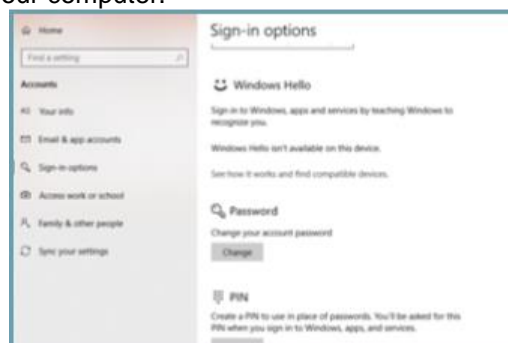 our computer.
Home
Find a setting
Accounts
Your info
Email & app accounts
Sign-in options
Access work or school
Family & other people
Sync your settings
Sign-in options
Windows Hello
Sign in to Windows, apps and services by teaching Windows to
recognize you.
Windows Hello isn't available on this device.
See how it works and find compatible devices.
Password
Change your account password
Change
PIN
Create a PIN to use in place of passwords. You'll be asked for this
PIN when you sign in to Windows, apps, and services.